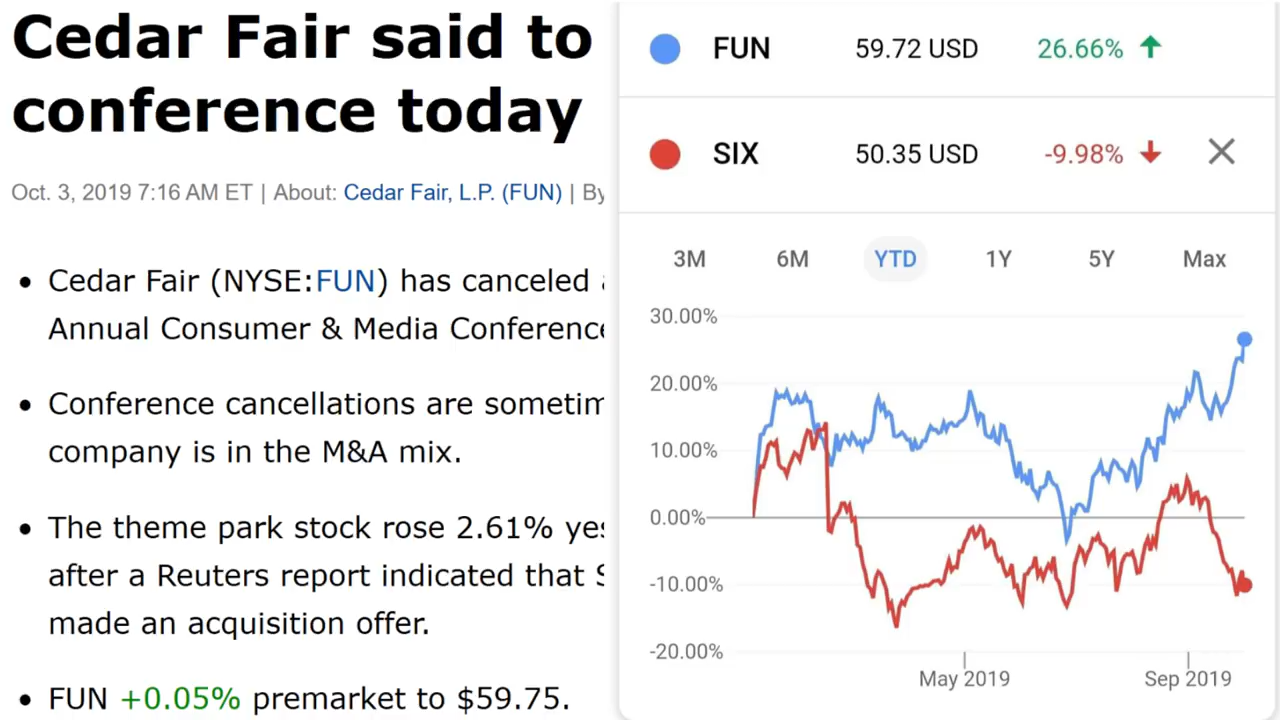 Cedar Fair said to
conference today
Oct. 3, 2019 7:16 AM ET | About: Cedar Fair, L.P. (FUN) | By
• Cedar Fair (NYSE:FUN) has canceled
Annual Consumer & Media Conference
• Conference cancellations are sometim
company is in the M&A mix.
• The theme park stock rose 2.61% yes
after a Reuters report indicated that S
made an acquisition offer.
• FUN +0.05% premarket to $59.75.
FUN 59.72 USD 26.66%
SIX 50.35 USD -9.98%
3M 6M YTD 1Y 5Y Max
30.00%
20.00%
10.00%
0.00%
-10.00%
-20.00%
May 2019 Sep 2019